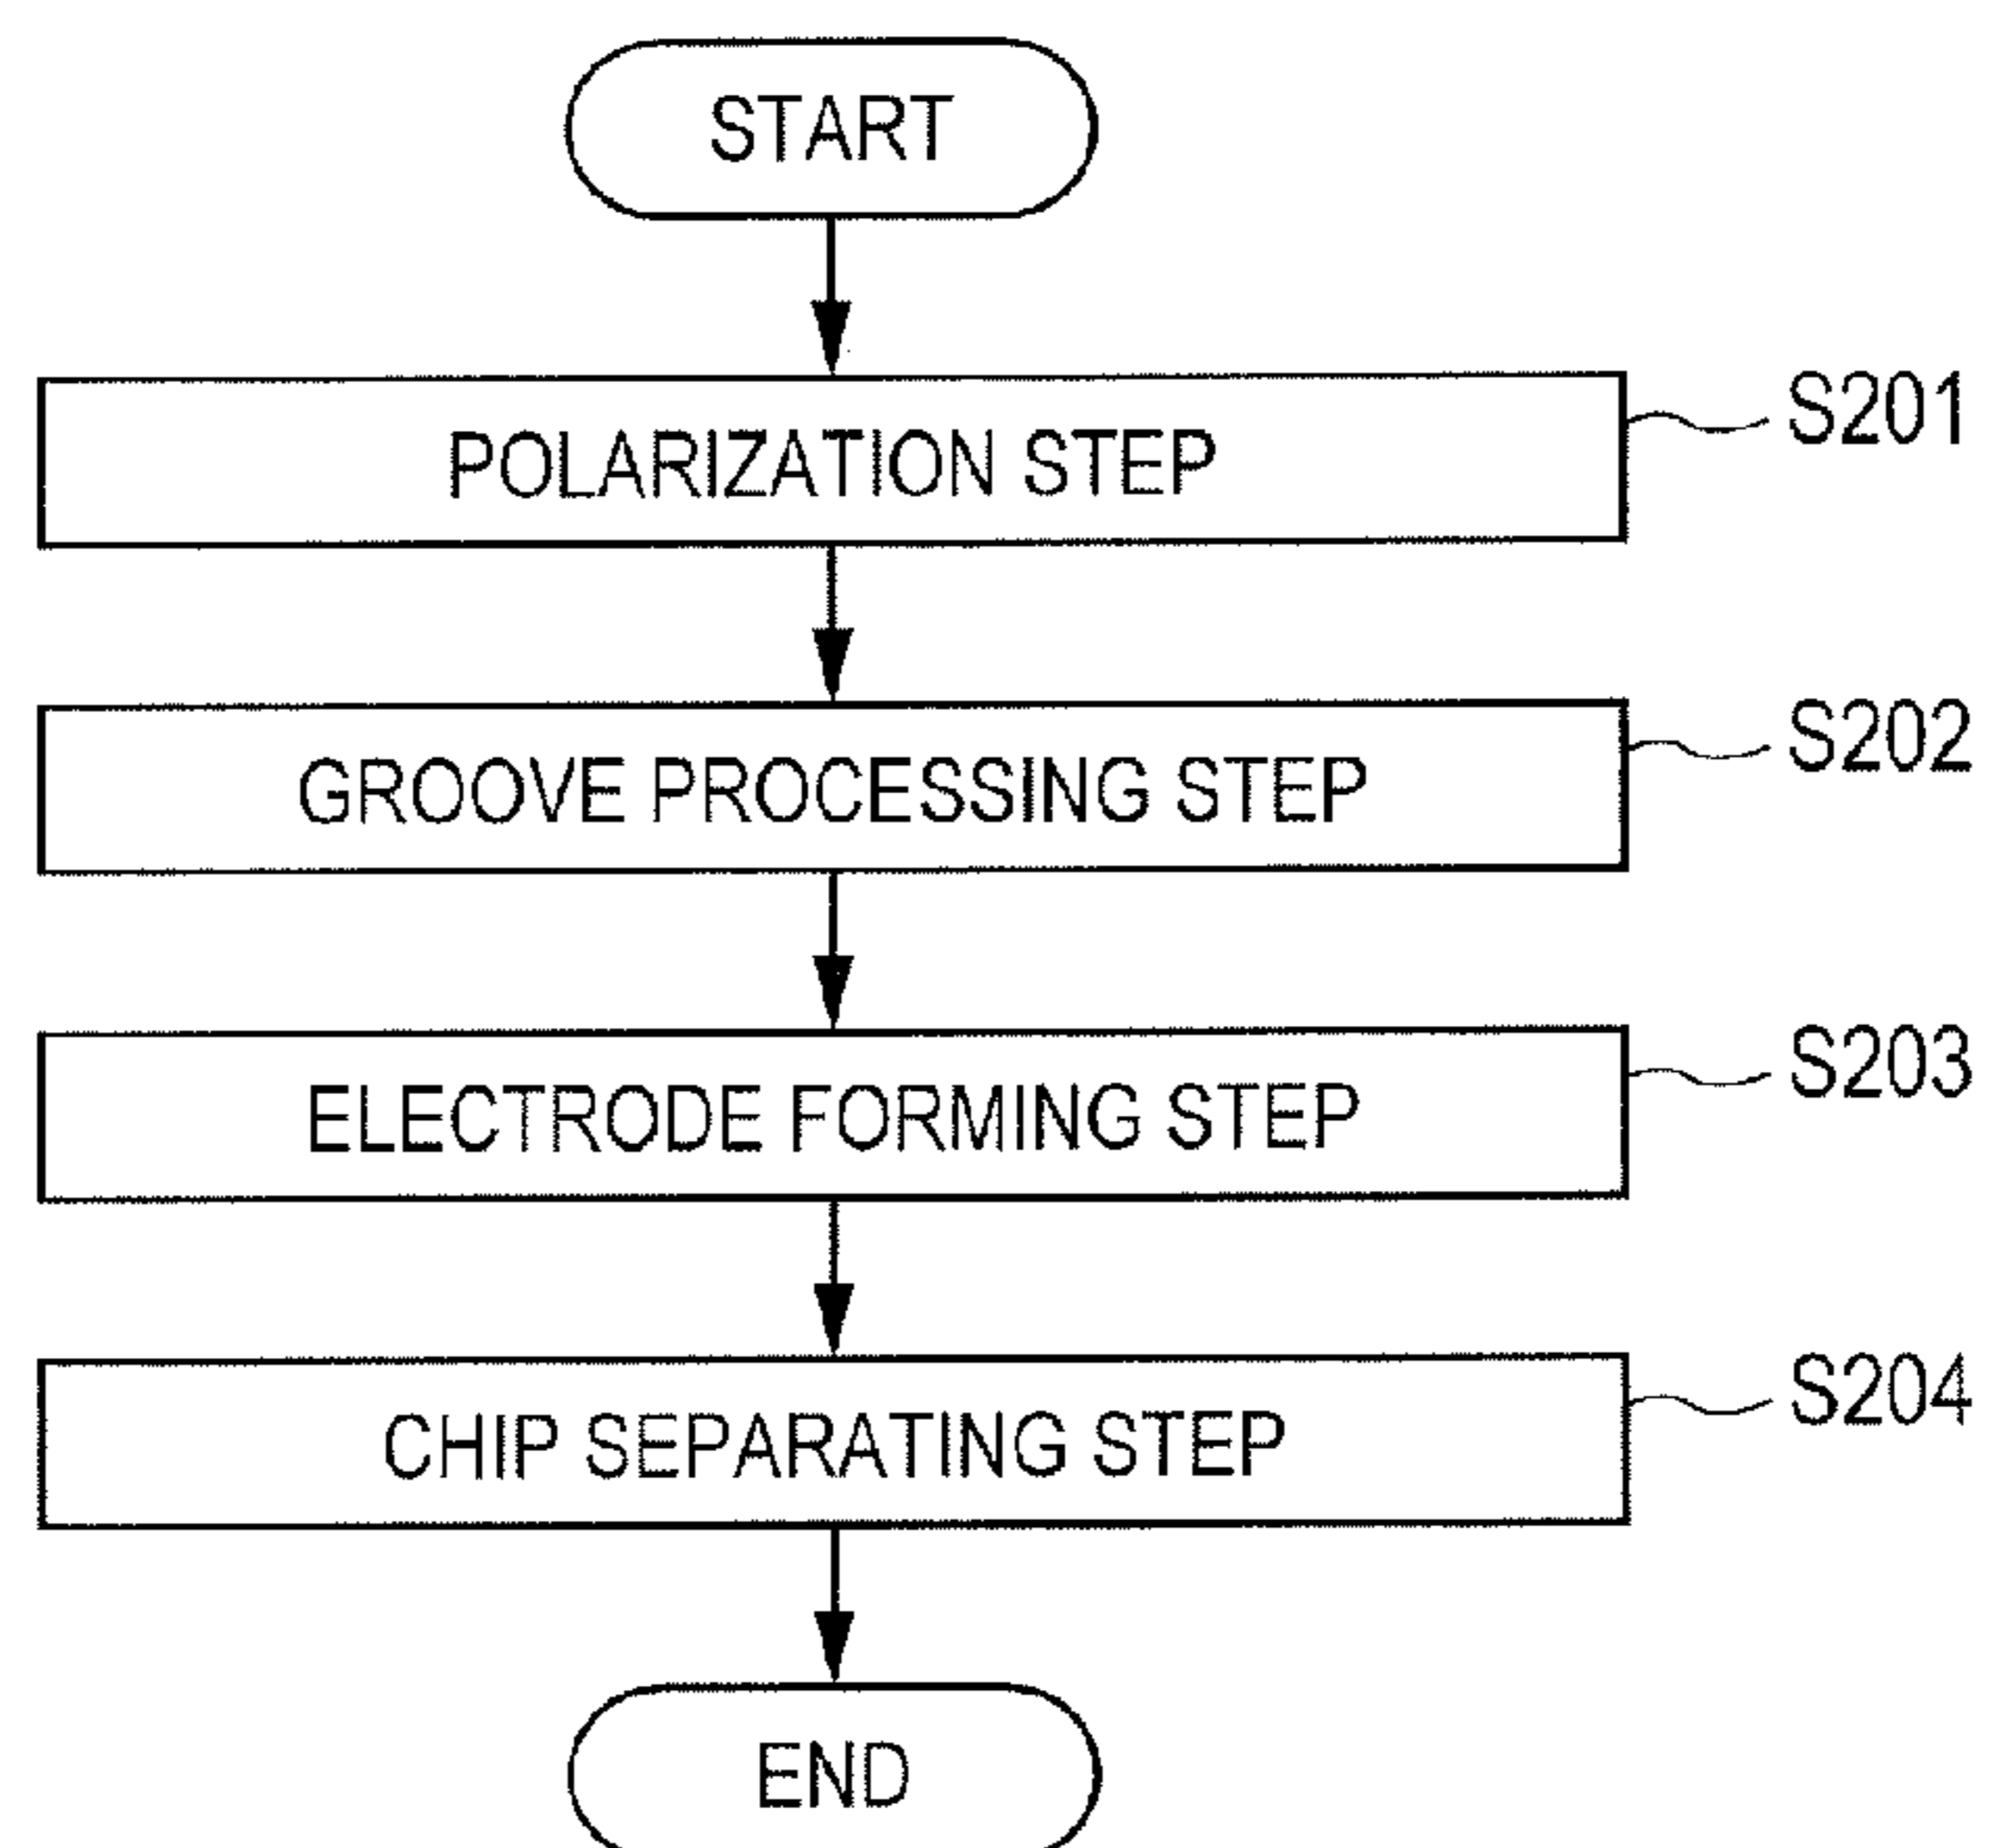 START
POLARIZATION STEP
S201
GROOVE PROCESSING STEP
S202
ELECTRODE FORMING STEP
S203
CHIP SEPARATING STEP
S204
END